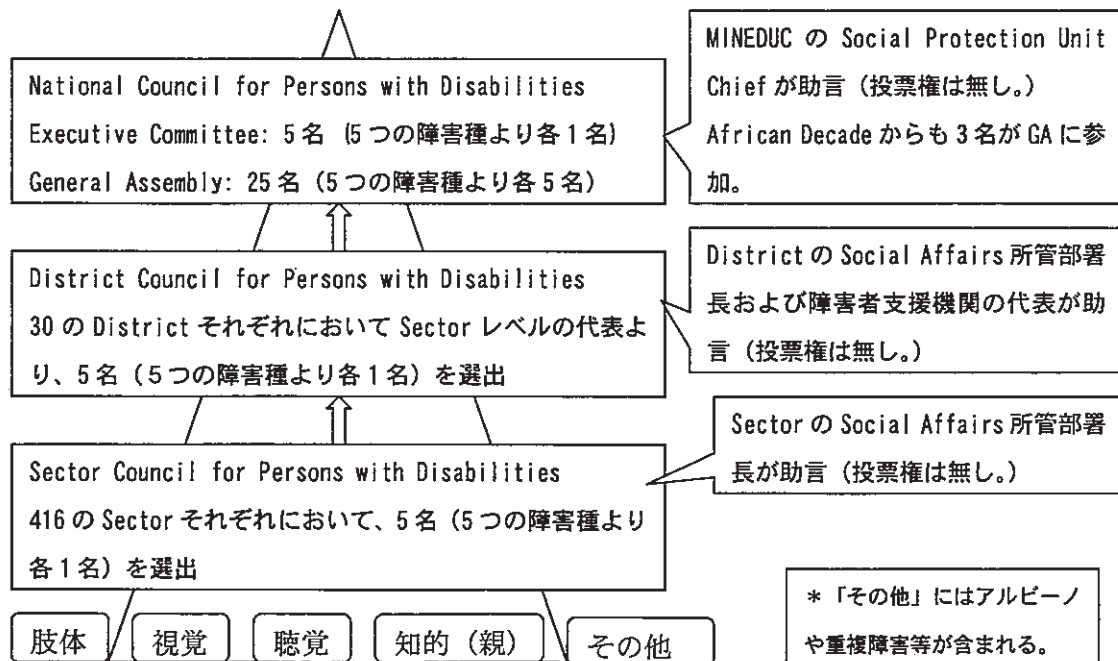 National Council for Persons with Disabilities
Executive Committee: 5名 (5つの障害種より各1名)
General Assembly: 25名（5つの障害種より各5名）
MINEDUC の Social Protection Unit
Chief が助言（投票権は無し。）
African Decade からも3名が GA に参
加。
District Council for Persons with Disabilities
30 の District それぞれにおいて Sector レベルの代表よ
り、5名（５つの障害種より各１名）を選出
District の Social Affairs 所管部署
長および障害者支援機関の代表が助
言（投票権は無し。）
Sector Council for Persons with Disabilities
416 の Sector それぞれにおいて、5名（5つの障害種より
各1名）を選出
Sector の Social Affairs 所管部署
長が助言（投票権は無し。）
肢体 視覚 聴覚 知的（親） その他
＊「その他」にはアルビーノ
や重複障害等が含まれる。